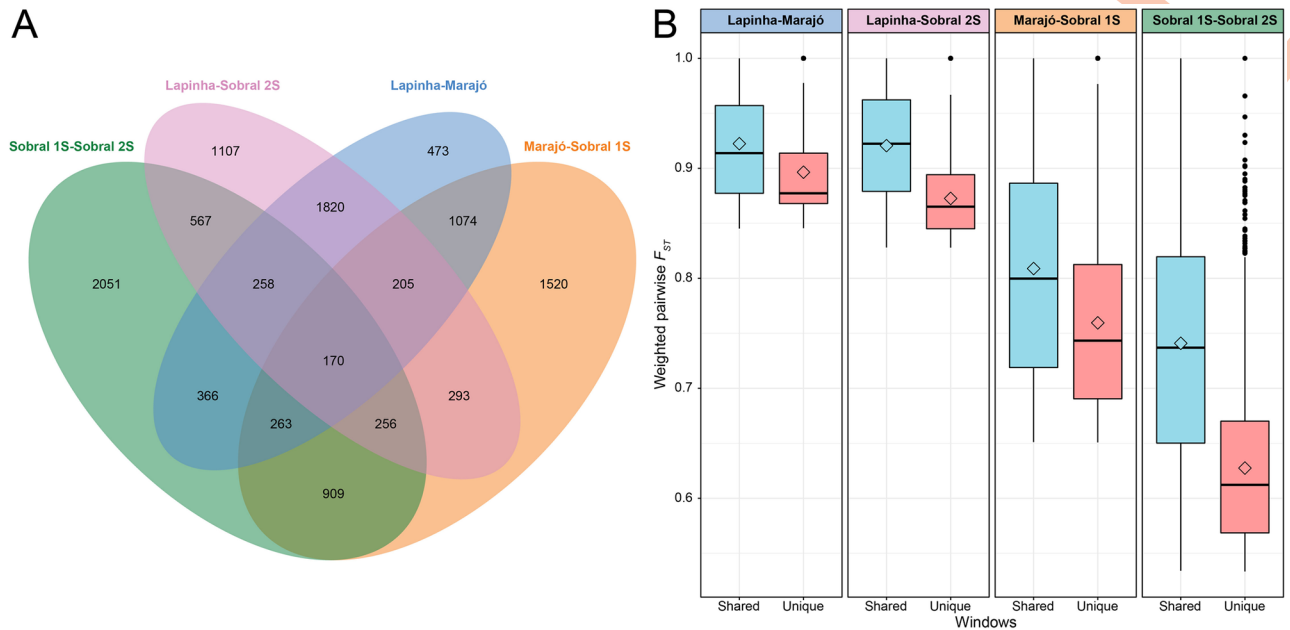 A
Lapinha-Sobral 2S
Lapinha-Marajó
Sobral 1S-Sobral 2S
Marajó-Sobral 1S
1107
473
567
1820
1074
2051
258
205
1520
170
366
293
263
256
909
B
Lapinha-Marajó
Lapinha-Sobral 2S
Marajó-Sobral 1S
Sobral 1S-Sobral 2S
Weighted pairwise FST
1.0
0.9
0.8
0.7
0.6
Shared Unique
Shared Unique
Shared Unique
Shared Unique
Windows